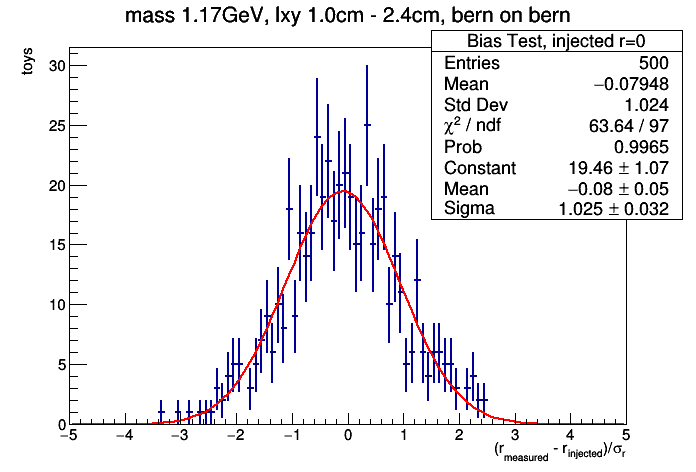 mass 1.17GeV, lxy 1.0cm - 2.4cm, bern on bern
Bias Test, injected r=0
Entries 500
Mean −0.07948
Std Dev 1.024
χ² / ndf 63.64 / 97
Prob 0.9965
Constant 19.46 ± 1.07
Mean −0.08 ± 0.05
Sigma 1.025 ± 0.032
toys
30
25
20
15
10
5
0
−5 −4 −3 −2 −1 0 1 2 3 4 5
(r_measured - r_injected)/σ_r